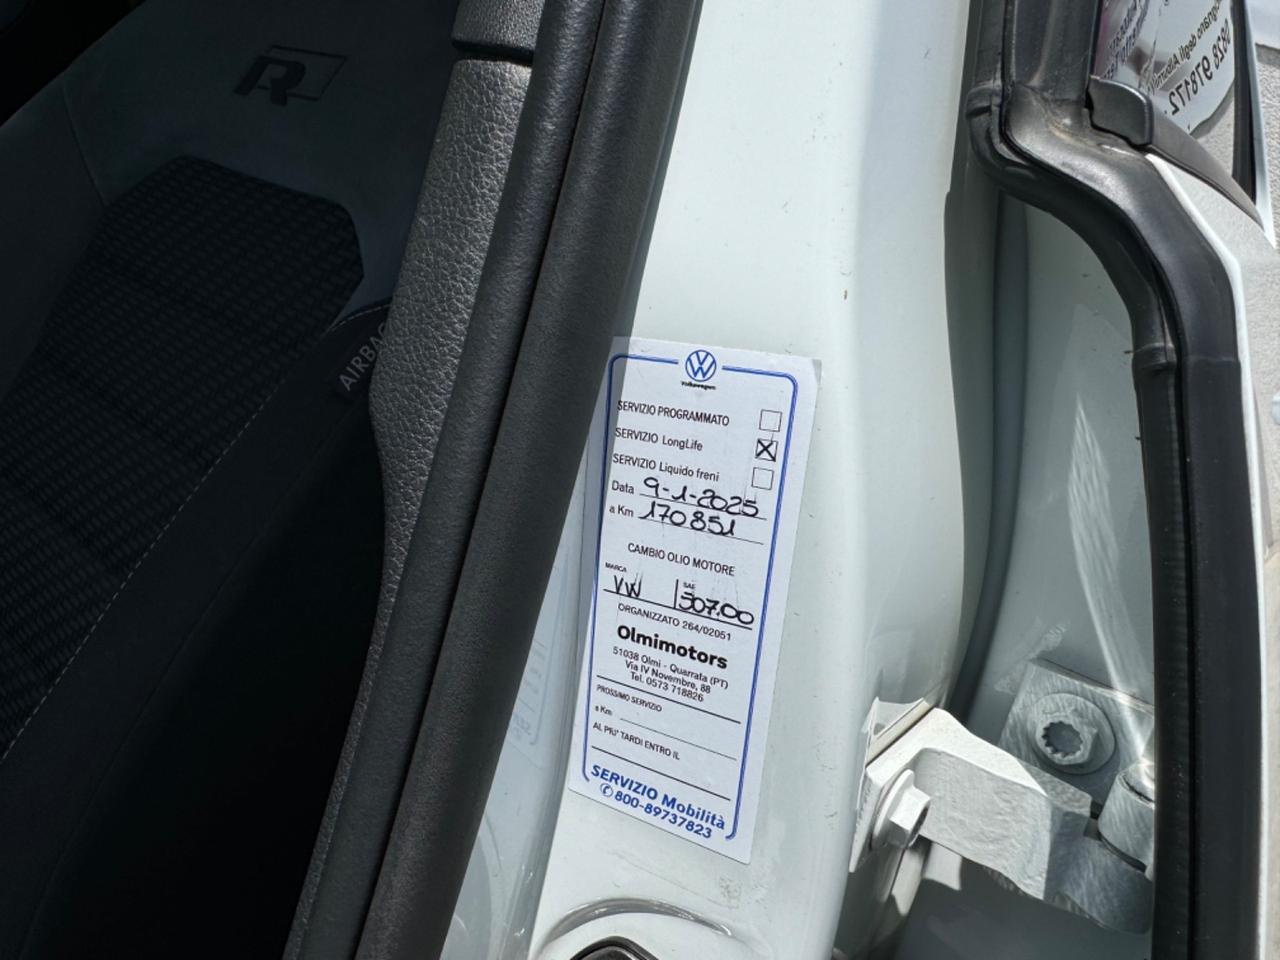 R
AIRBAG
0828 978172
Volkswagen
SERVIZIO PROGRAMMATO
SERVIZIO LongLife
SERVIZIO Liquido freni
Data 9-1-2025
a Km 170851
CAMBIO OLIO MOTORE
MARCA SAE
VW 507.00
ORGANIZZATO 264/02051
Olmimotors
51038 Olmi - Quarrata (PT)
Via IV Novembre, 88
Tel. 0573 718826
PROSSIMO SERVIZIO
a Km
AL PIU' TARDI ENTRO IL
SERVIZIO Mobilità
800-89737823